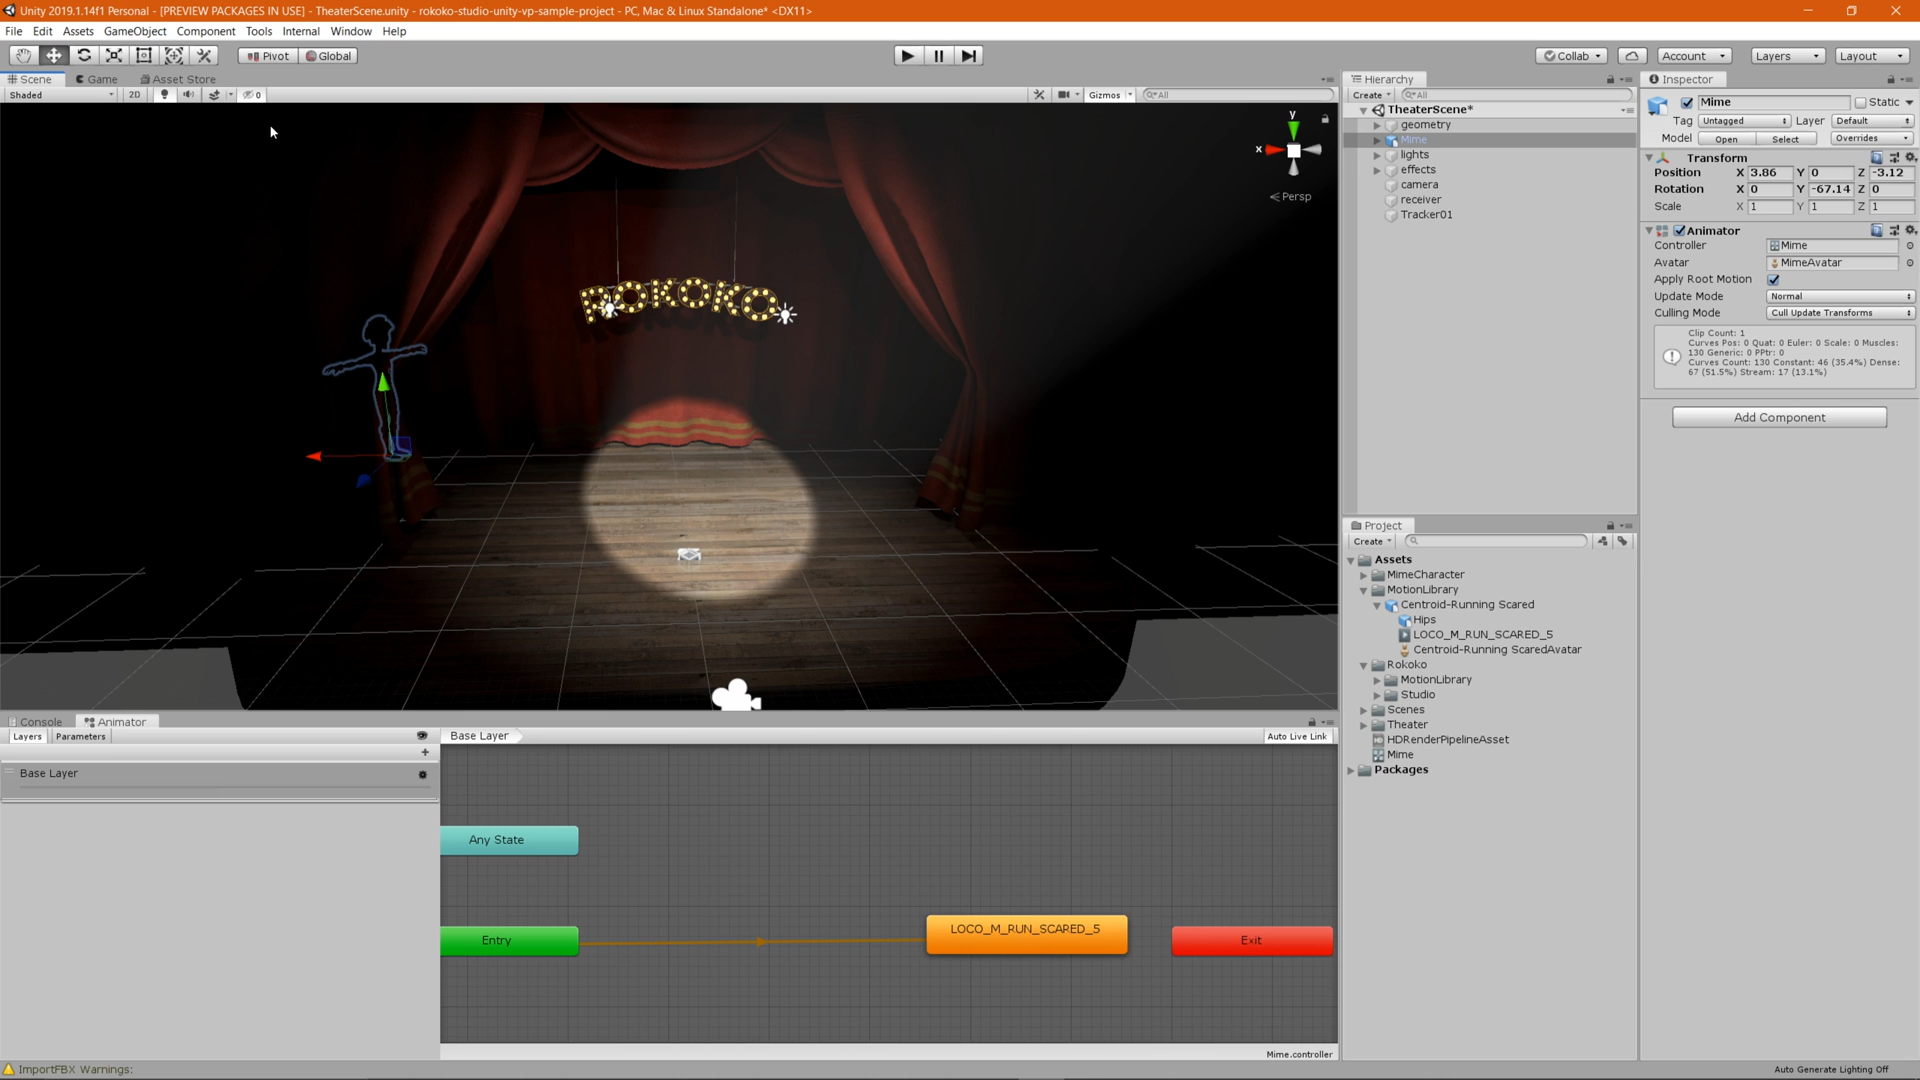 Unity 2019.1.14f1 Personal - [PREVIEW PACKAGES IN USE] - TheaterScene.unity - rokoko-studio-unity-vp-sample-project - PC, Mac & Linux Standalone* <DX11>
File Edit Assets GameObject Component Tools Internal Window Help
Pivot Global Collab Account Layers Layout
Scene Game Asset Store
Shaded 2D 0 Gizmos All
y
x
Persp
ROKOKO
Hierarchy
Create All
TheaterScene*
geometry
Mime
lights
effects
camera
receiver
Tracker01
Inspector
Mime Static
Tag Untagged Layer Default
Model Open Select Overrides
Transform
Position X 3.86 Y 0 Z -3.12
Rotation X 0 Y -67.14 Z 0
Scale X 1 Y 1 Z 1
Animator
Controller Mime
Avatar MimeAvatar
Apply Root Motion
Update Mode Normal
Culling Mode Cull Update Transforms
Clip Count: 1
Curves Pos: 0 Quat: 0 Euler: 0 Scale: 0 Muscles:
130 Generic: 0 PPtr: 0
Curves Count: 130 Constant: 46 (35.4%) Dense:
67 (51.5%) Stream: 17 (13.1%)
Add Component
Project
Create
Assets
MimeCharacter
MotionLibrary
Centroid-Running Scared
Hips
LOCO_M_RUN_SCARED_5
Centroid-Running ScaredAvatar
Rokoko
MotionLibrary
Studio
Scenes
Theater
HDRenderPipelineAsset
Mime
Packages
Console Animator
Layers Parameters
Base Layer
Base Layer Auto Live Link
Any State
Entry
LOCO_M_RUN_SCARED_5
Exit
Mime.controller
ImportFBX Warnings:
Auto Generate Lighting Off